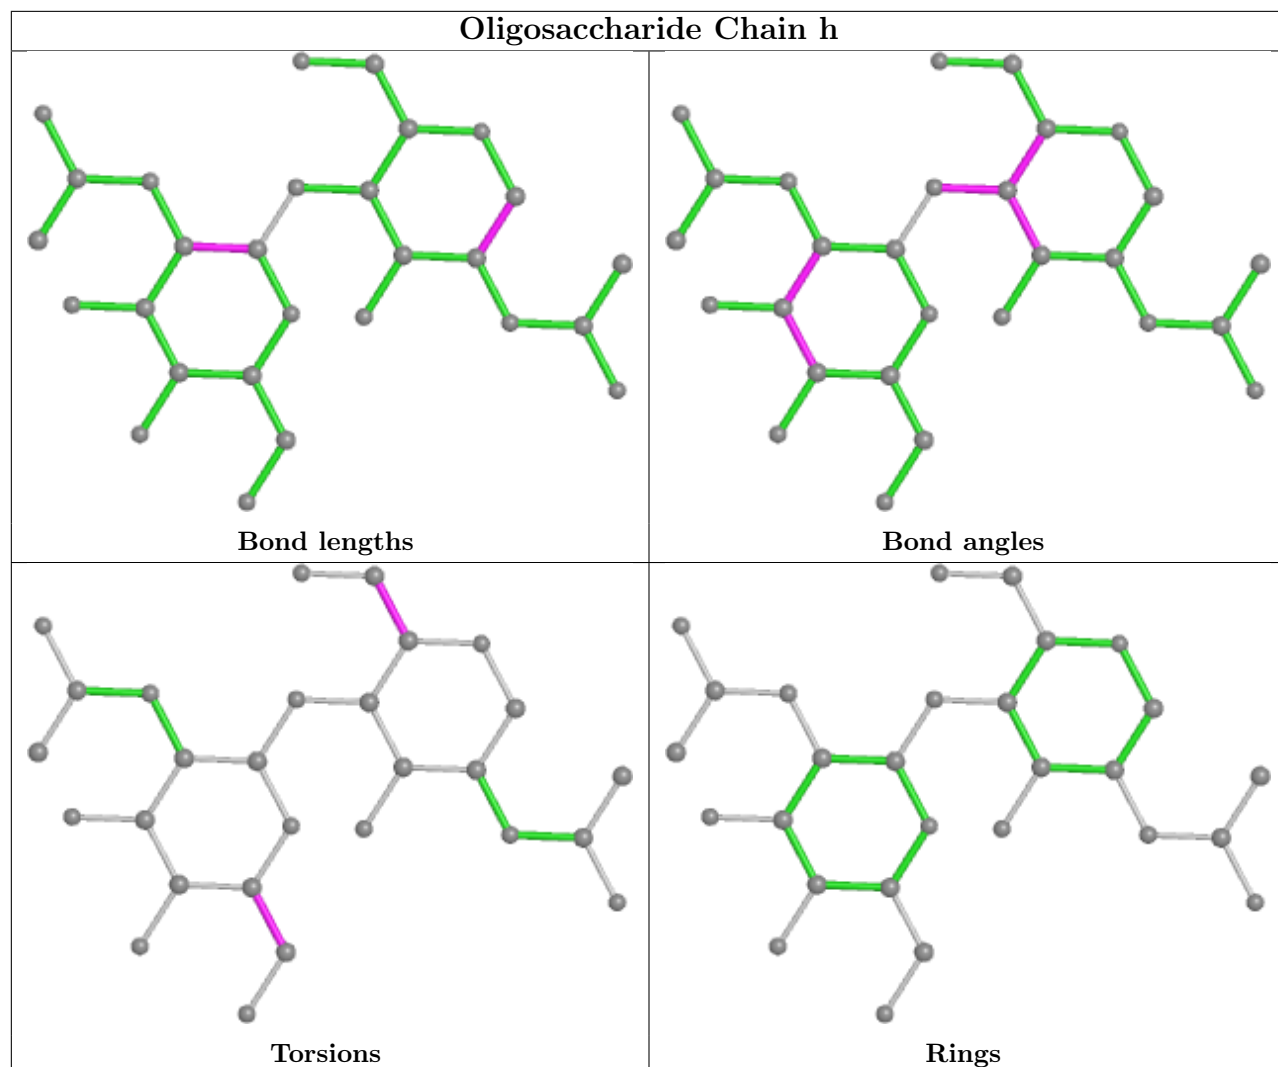 Oligosaccharide Chain h
Bond lengths
Bond angles
Torsions
Rings